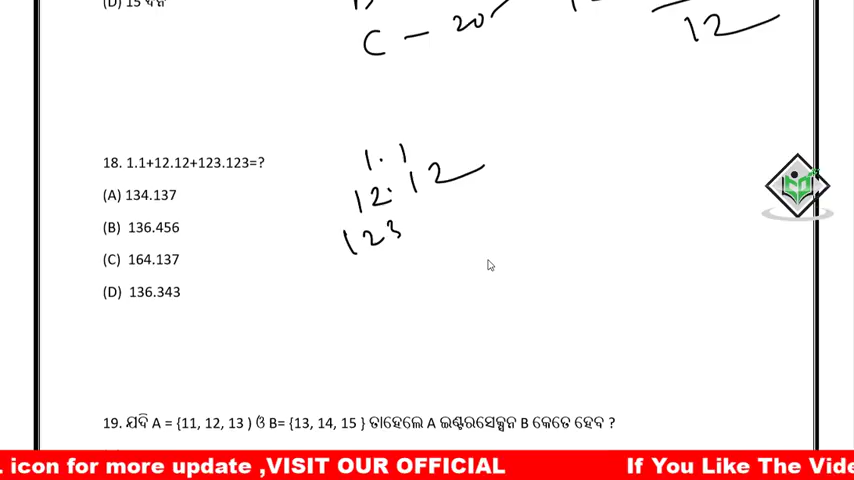 (D) 15 ଦିନ
C - 20
12
18. 1.1+12.12+123.123=?
(A) 134.137
(B) 136.456
(C) 164.137
(D) 136.343
1.1
12.12
123
19. ଯଦି A = {11, 12, 13 ) ଓ B= {13, 14, 15 } ତାହେଲେ A ଇଣ୍ଟରସେକ୍ସନ B କେତେ ହେବ ?
. icon for more update ,VISIT OUR OFFICIAL If You Like The Vide